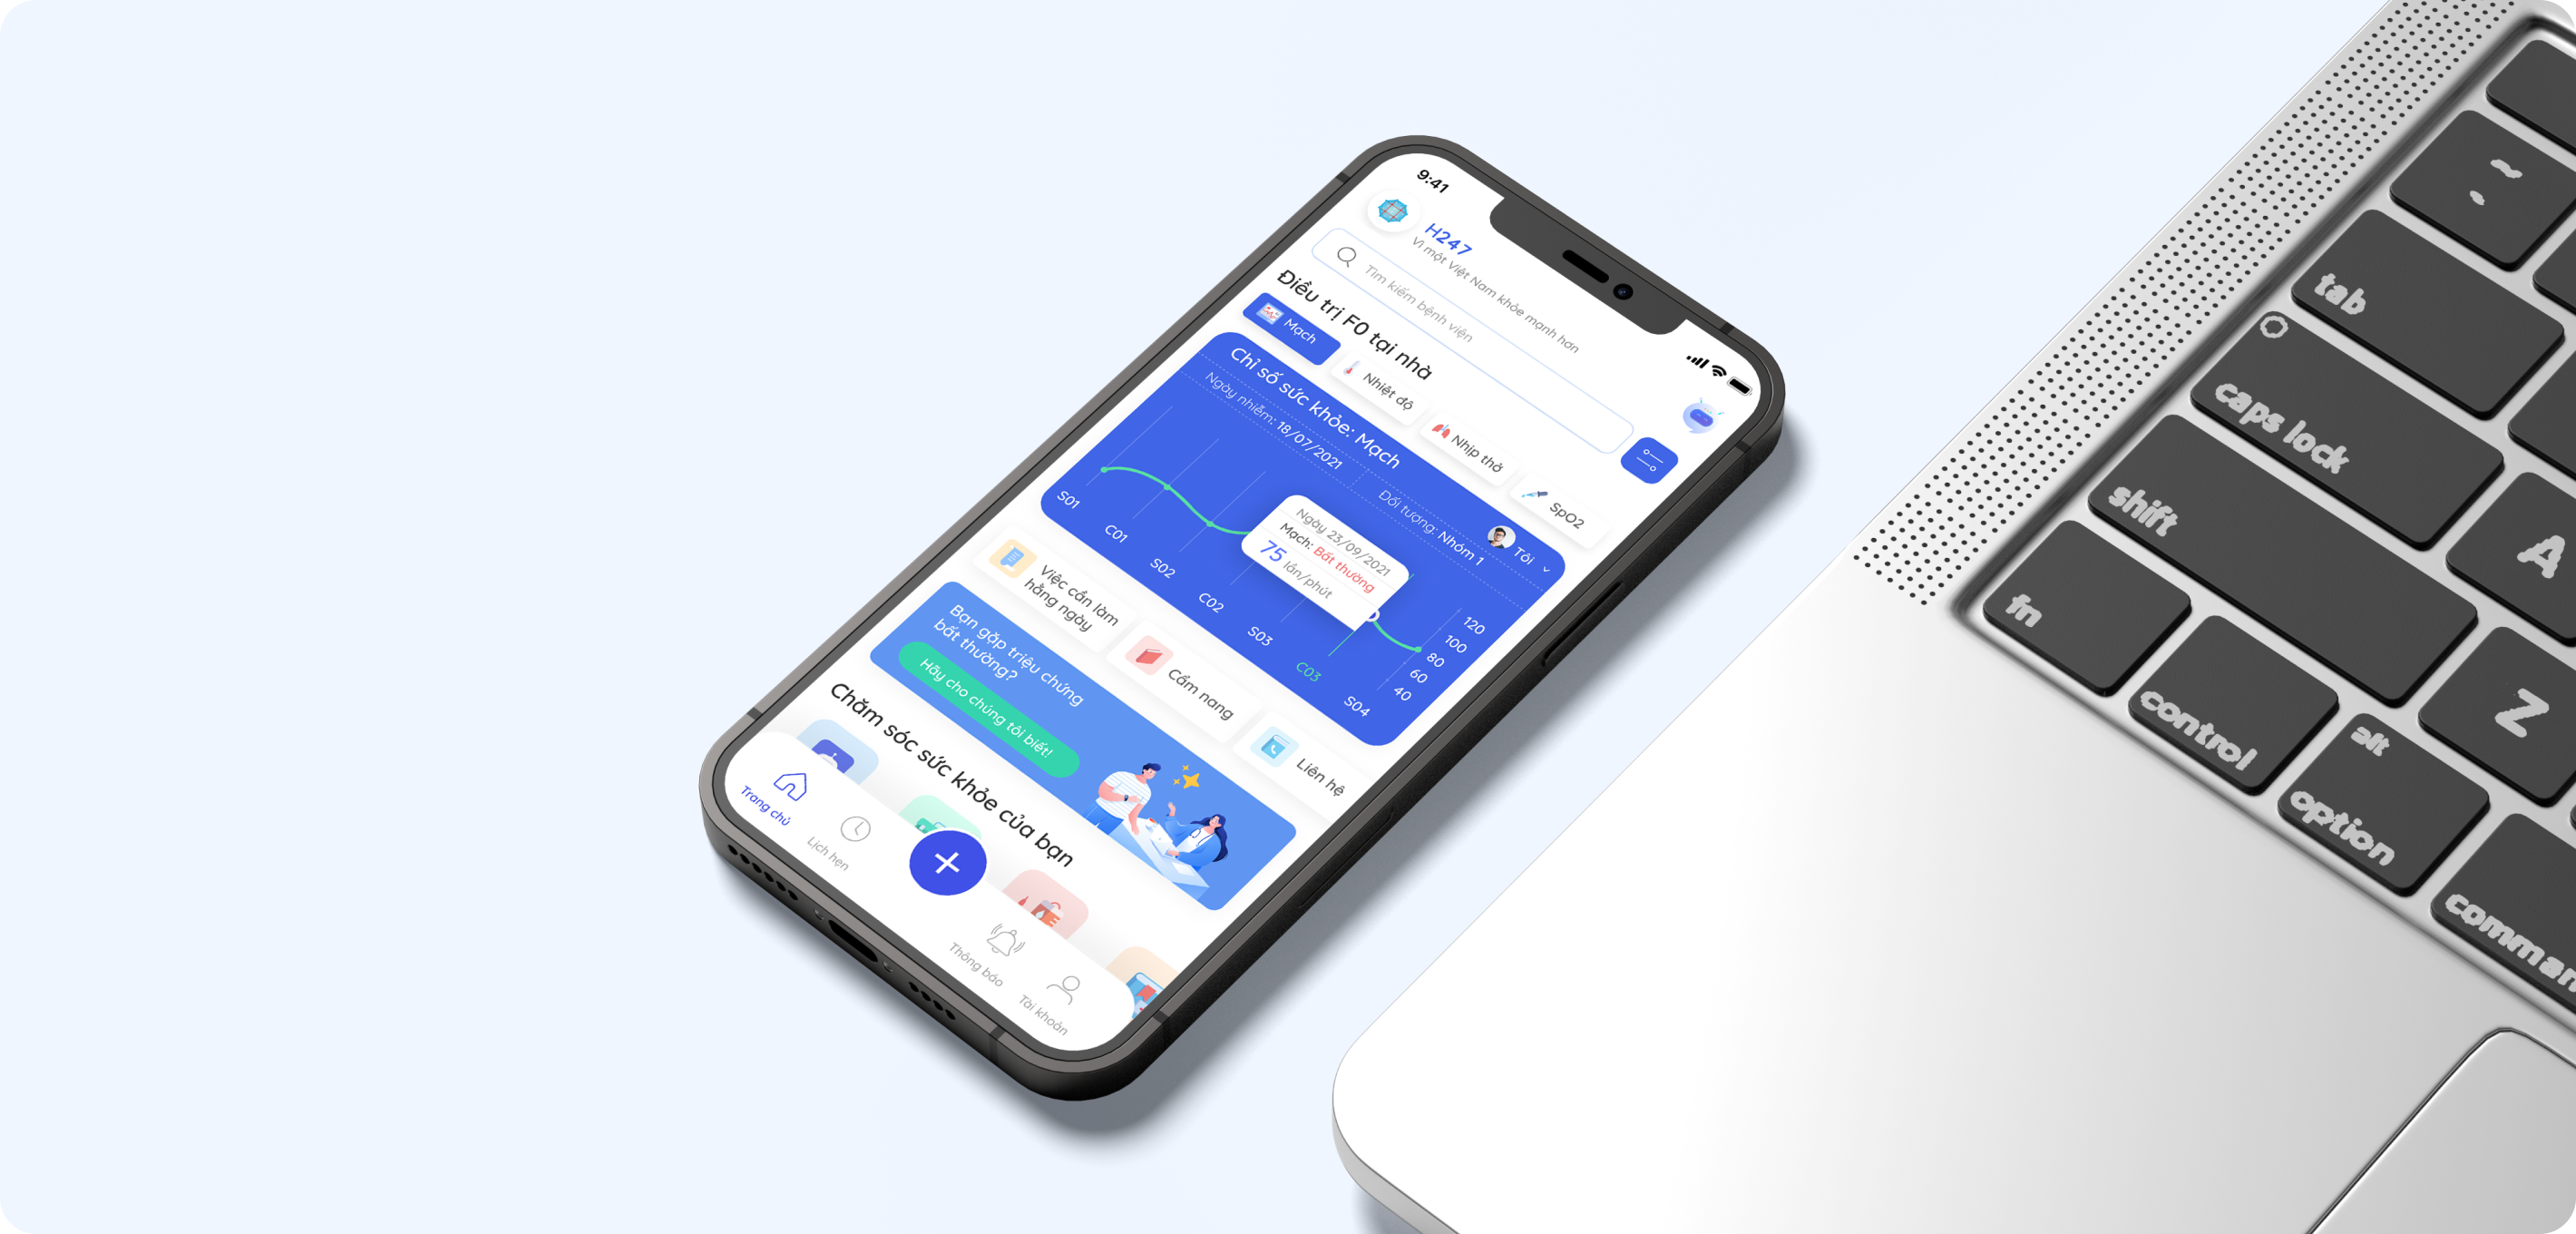 9:41
H247
Vì một Việt Nam khỏe mạnh hơn
Tìm kiếm bệnh viện
Điều trị F0 tại nhà
Mạch
Nhiệt độ
Nhịp thở
SpO2
Chỉ số sức khỏe: Mạch
Tôi
Ngày nhiễm: 18/07/2021
Đối tượng: Nhóm 1
Ngày 23/09/2021
Mạch: Bất thường
75 lần/phút
120
100
80
60
40
S01
C01
S02
C02
S03
C03
S04
Việc cần làm
hằng ngày
Cẩm nang
Liên hệ
Bạn gặp triệu chứng
bất thường?
Hãy cho chúng tôi biết!
Chăm sóc sức khỏe của bạn
Trang chủ
Lịch hẹn
Thông báo
Tài khoản
tab
caps lock
A
shift
Z
fn
control
alt
option